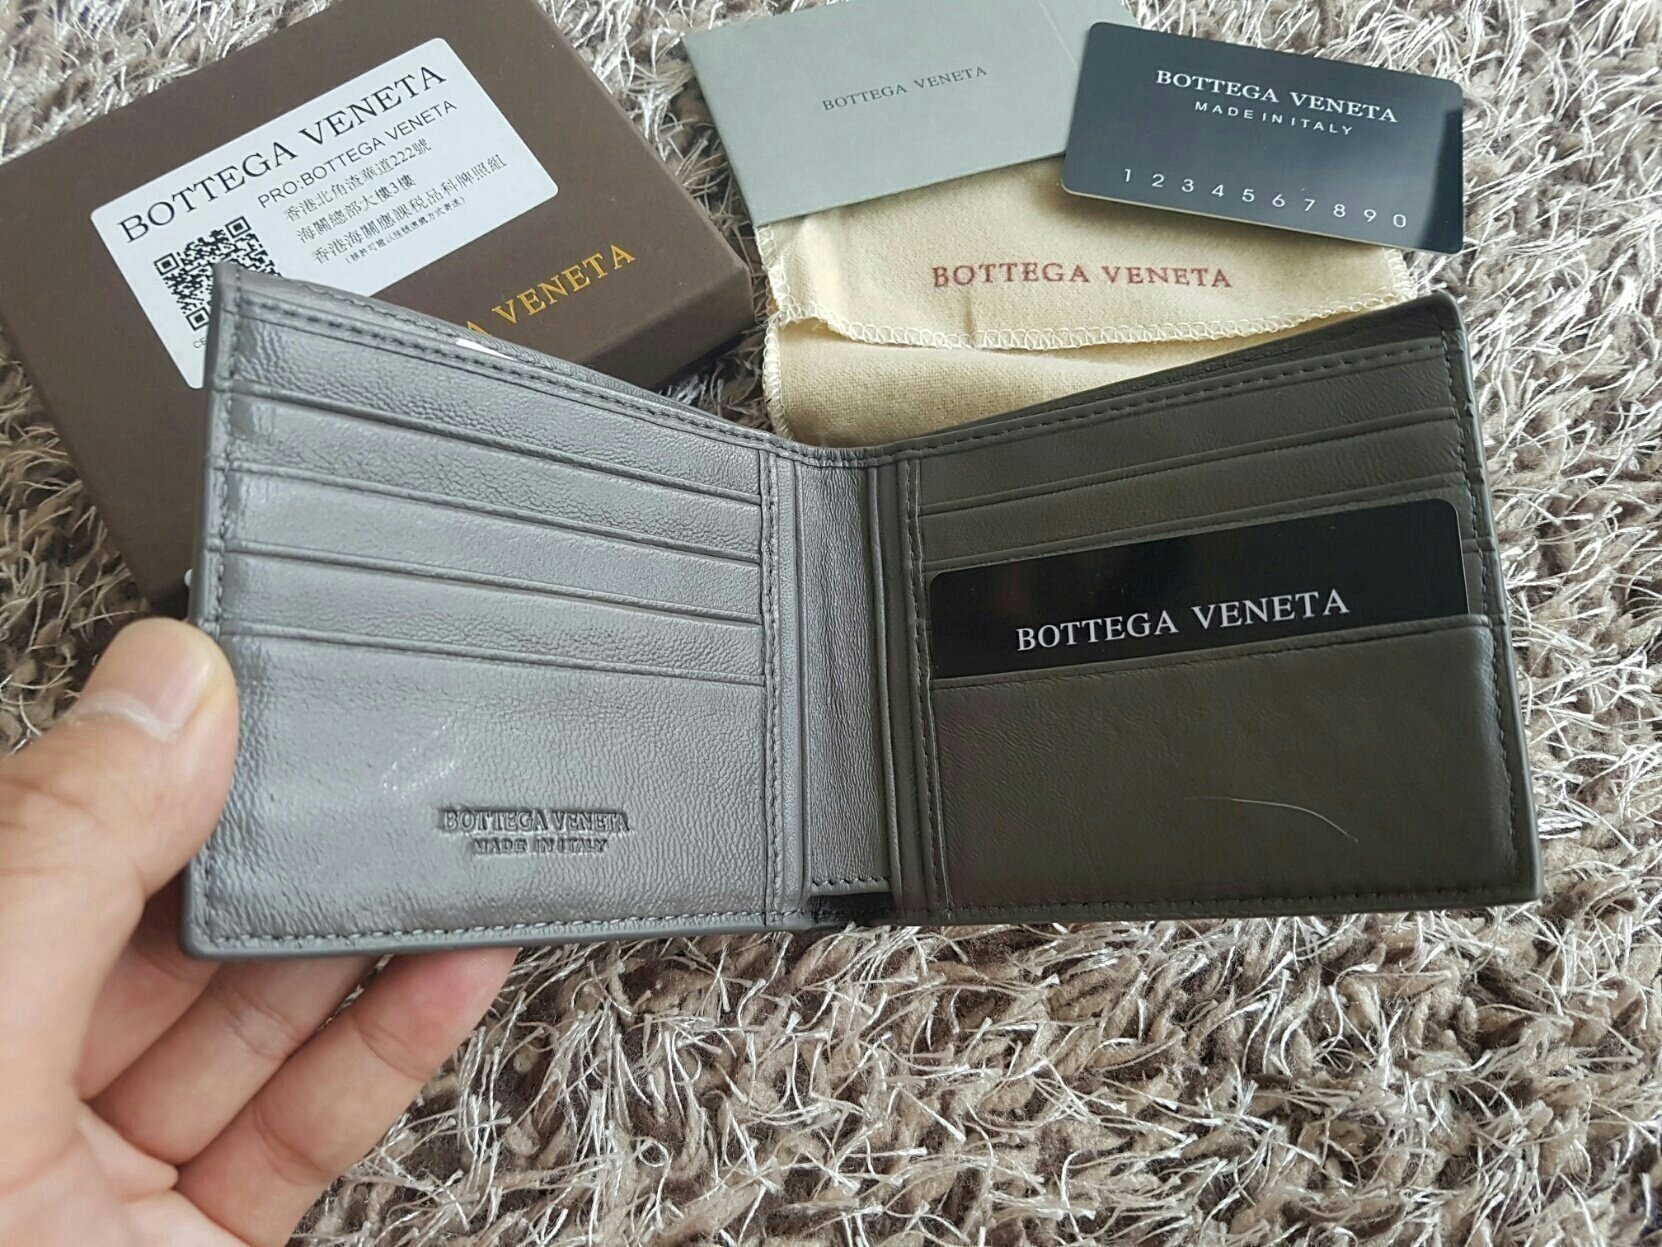 BOTTEGA VENETA
PRO:BOTTEGA VENETA
香港北角渣華道222號
海關總部大樓3樓
香港海關應課税品科牌照組
A VENETA
BOTTEGA VENETA
BOTTEGA VENETA
MADE IN ITALY
1 2 3 4 5 6 7 8 9 0
BOTTEGA VENETA
BOTTEGA VENETA
BOTTEGA VENETA
MADE IN ITALY